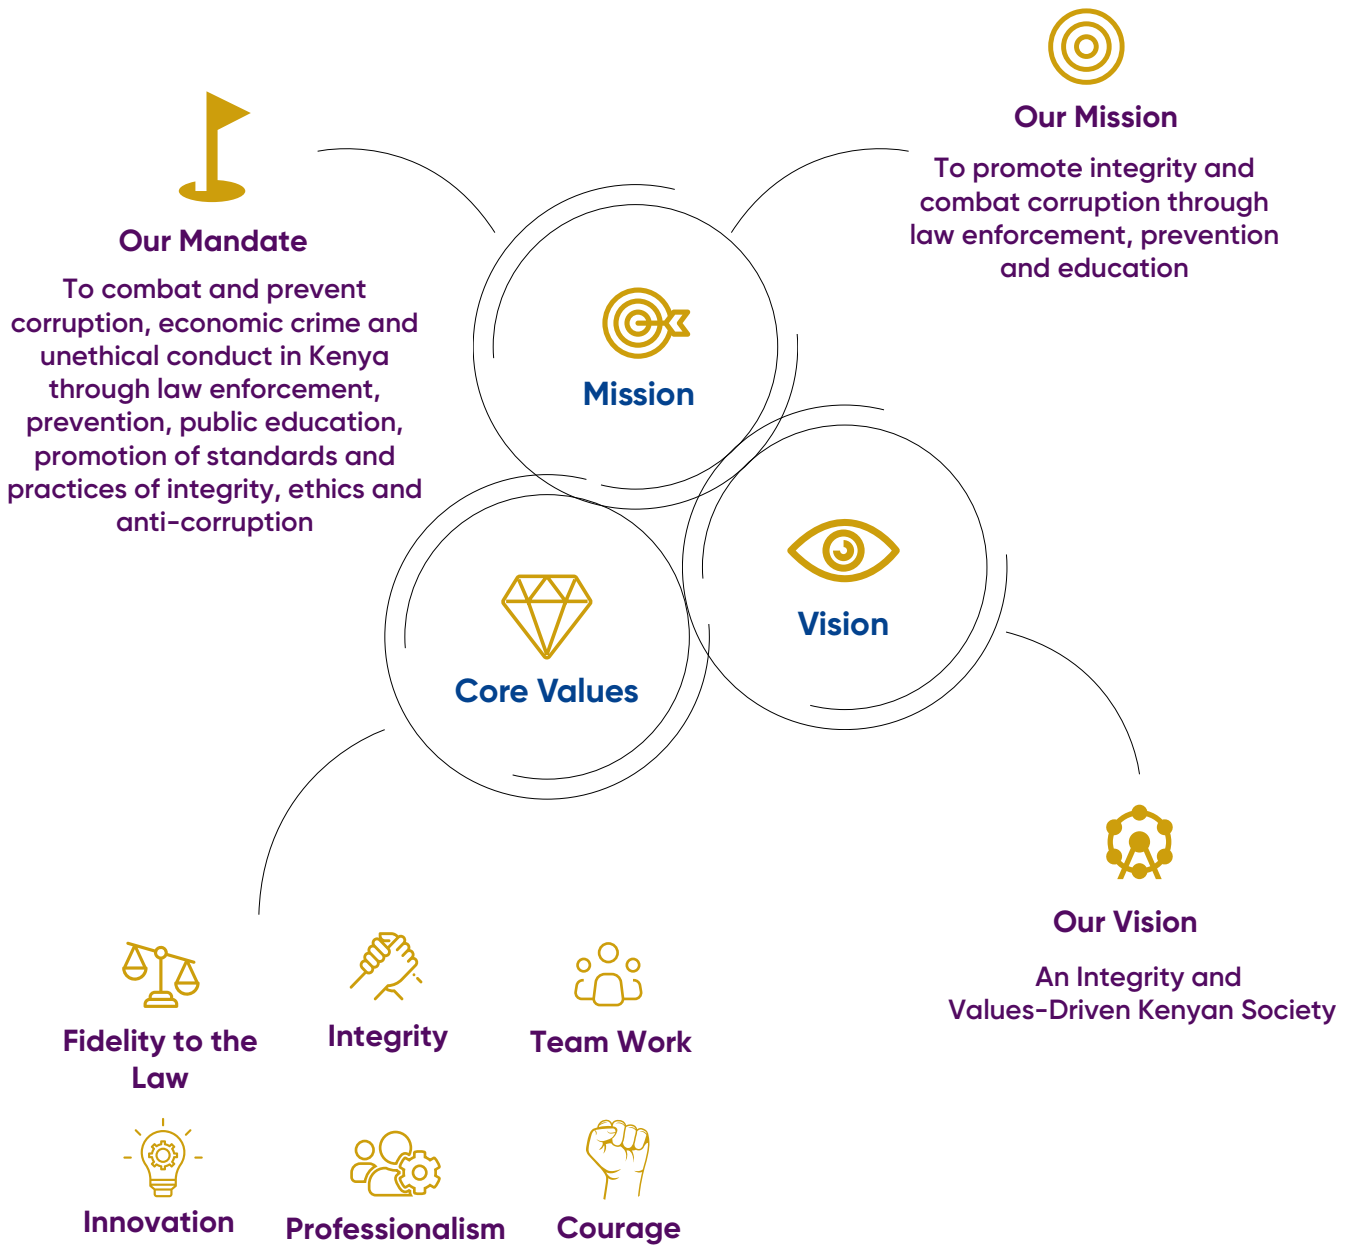 Our Mission
To promote integrity and
combat corruption through
law enforcement, prevention
and education
Our Mandate
To combat and prevent
corruption, economic crime and
unethical conduct in Kenya
through law enforcement,
prevention, public education,
promotion of standards and
practices of integrity, ethics and
anti-corruption
Mission
Vision
Core Values
Our Vision
An Integrity and
Values-Driven Kenyan Society
Fidelity to the
Law
Integrity
Team Work
Innovation
Professionalism
Courage